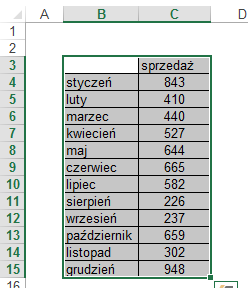 A B C D
1
2
3 sprzedaż
4 styczeń 843
5 luty 410
6 marzec 440
7 kwiecień 527
8 maj 644
9 czerwiec 665
10 lipiec 582
11 sierpień 226
12 wrzesień 237
13 październik 659
14 listopad 302
15 grudzień 948
16